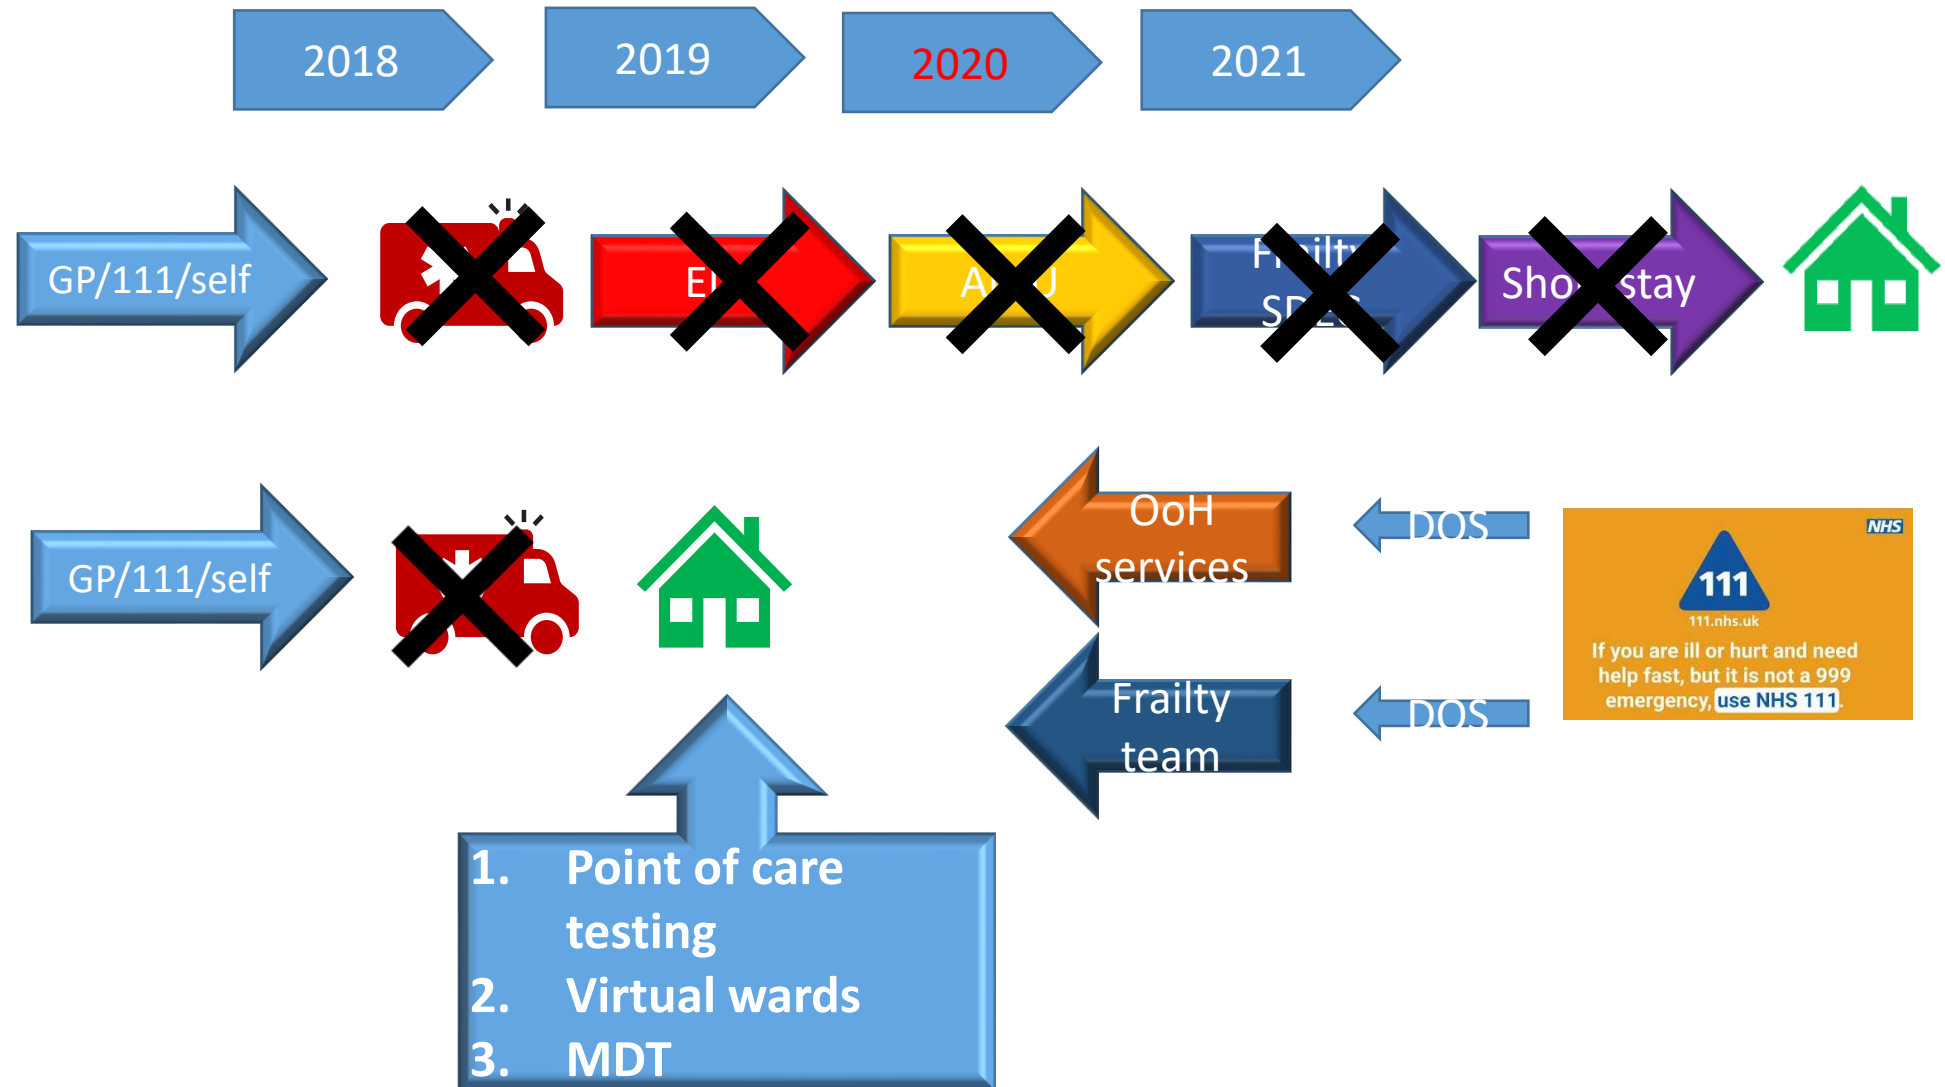 2018
2019
2020
2021
GP/111/self
Frailty
stay
GP/111/self
OoH
services
DOS
NHS
111
111.nhs.uk
If you are ill or hurt and need
help fast, but it is not a 999
emergency, use NHS 111.
Frailty
team
DOS
1. Point of care
testing
2. Virtual wards
3. MDT